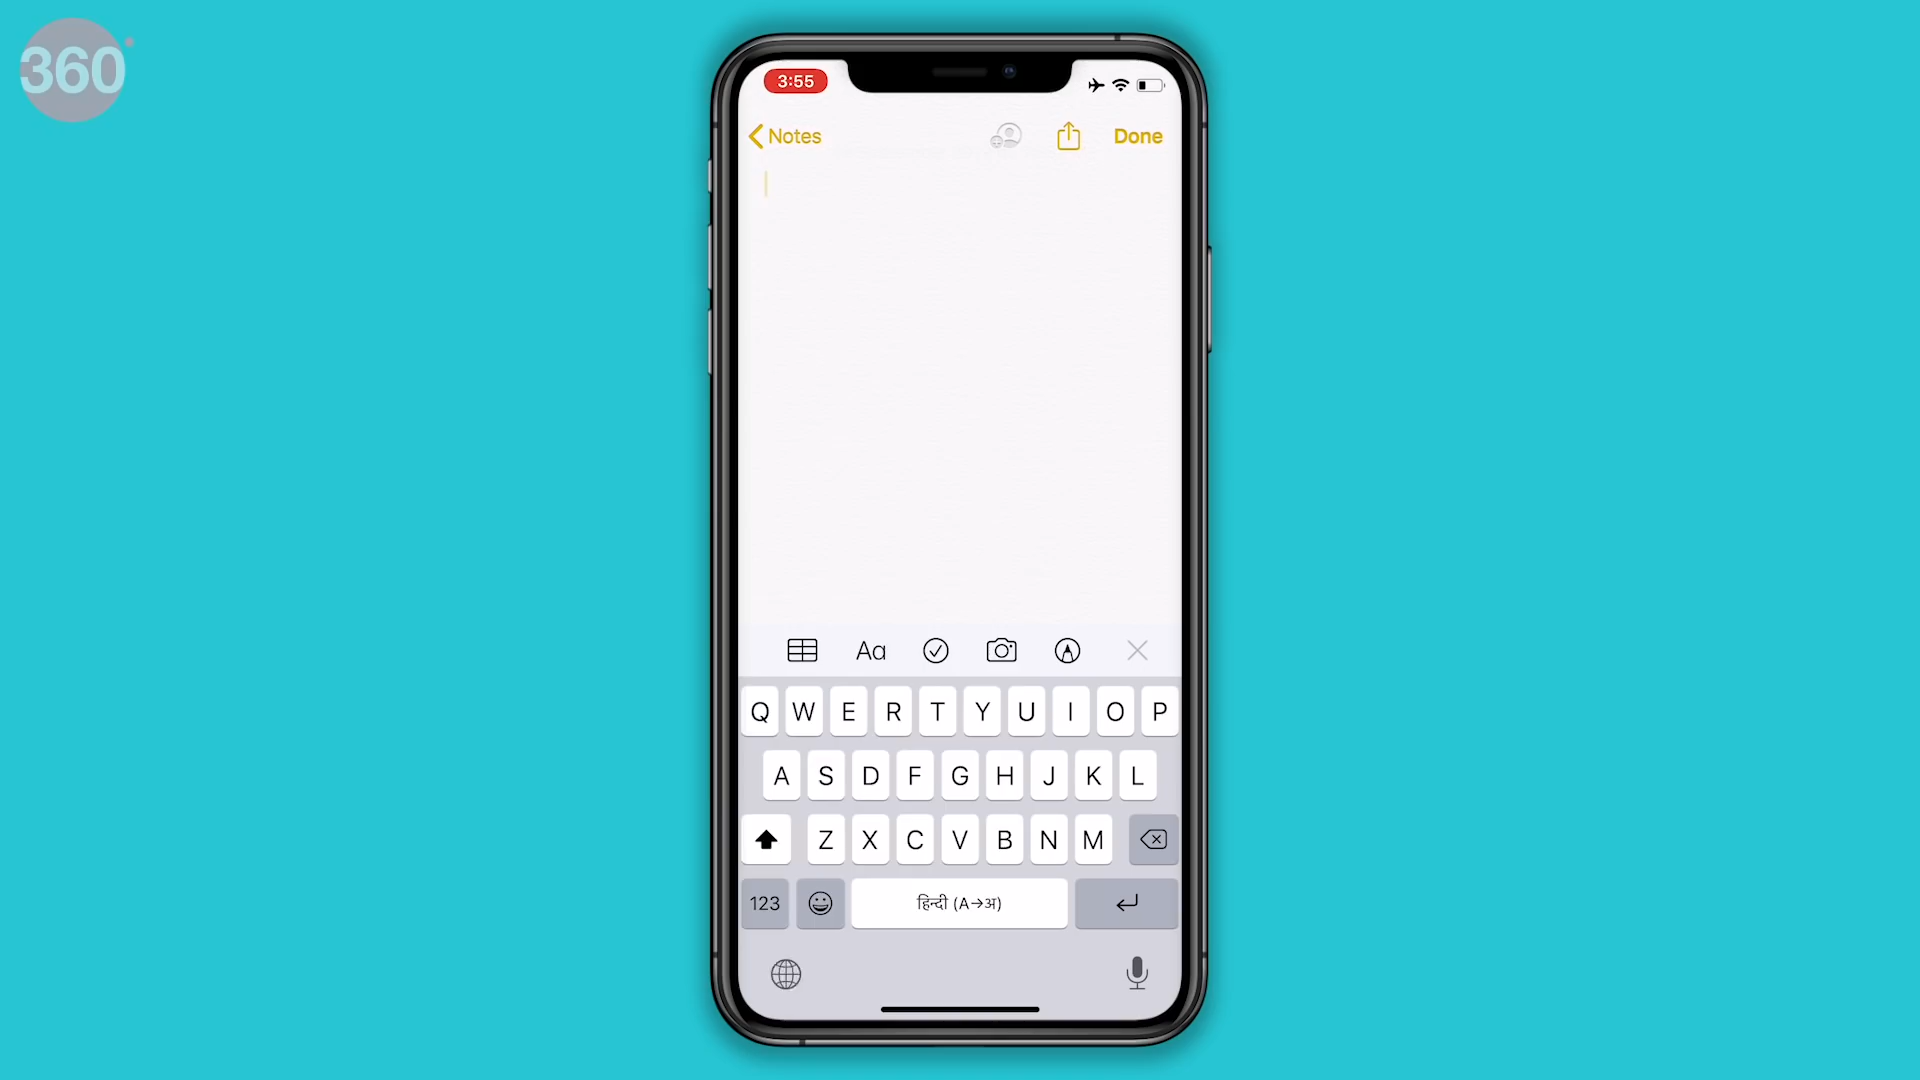 360
3:55
Notes
Done
Aa
Q W E R T Y U I O P
A S D F G H J K L
Z X C V B N M
123 हिन्दी (A→अ)